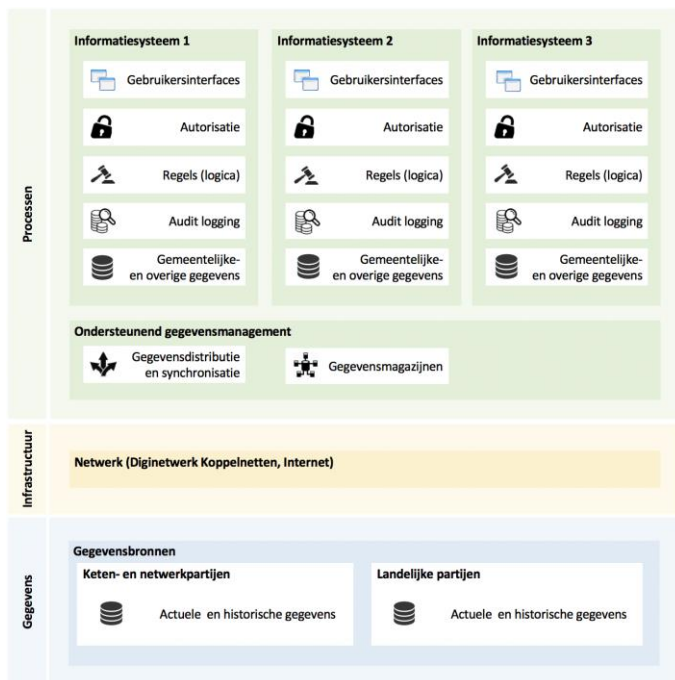 Processen
Informatiesysteem 1
Gebruikersinterfaces
Autorisatie
Regels (logica)
Audit logging
Gemeentelijke-
en overige gegevens
Informatiesysteem 2
Gebruikersinterfaces
Autorisatie
Regels (logica)
Audit logging
Gemeentelijke-
en overige gegevens
Informatiesysteem 3
Gebruikersinterfaces
Autorisatie
Regels (logica)
Audit logging
Gemeentelijke-
en overige gegevens
Ondersteunend gegevensmanagement
Gegevensdistributie
en synchronisatie
Gegevensmagazijnen
Infrastructuur
Netwerk (Diginetwerk Koppelnetten, Internet)
Gegevens
Gegevensbronnen
Keten- en netwerkpartijen
Actuele en historische gegevens
Landelijke partijen
Actuele en historische gegevens